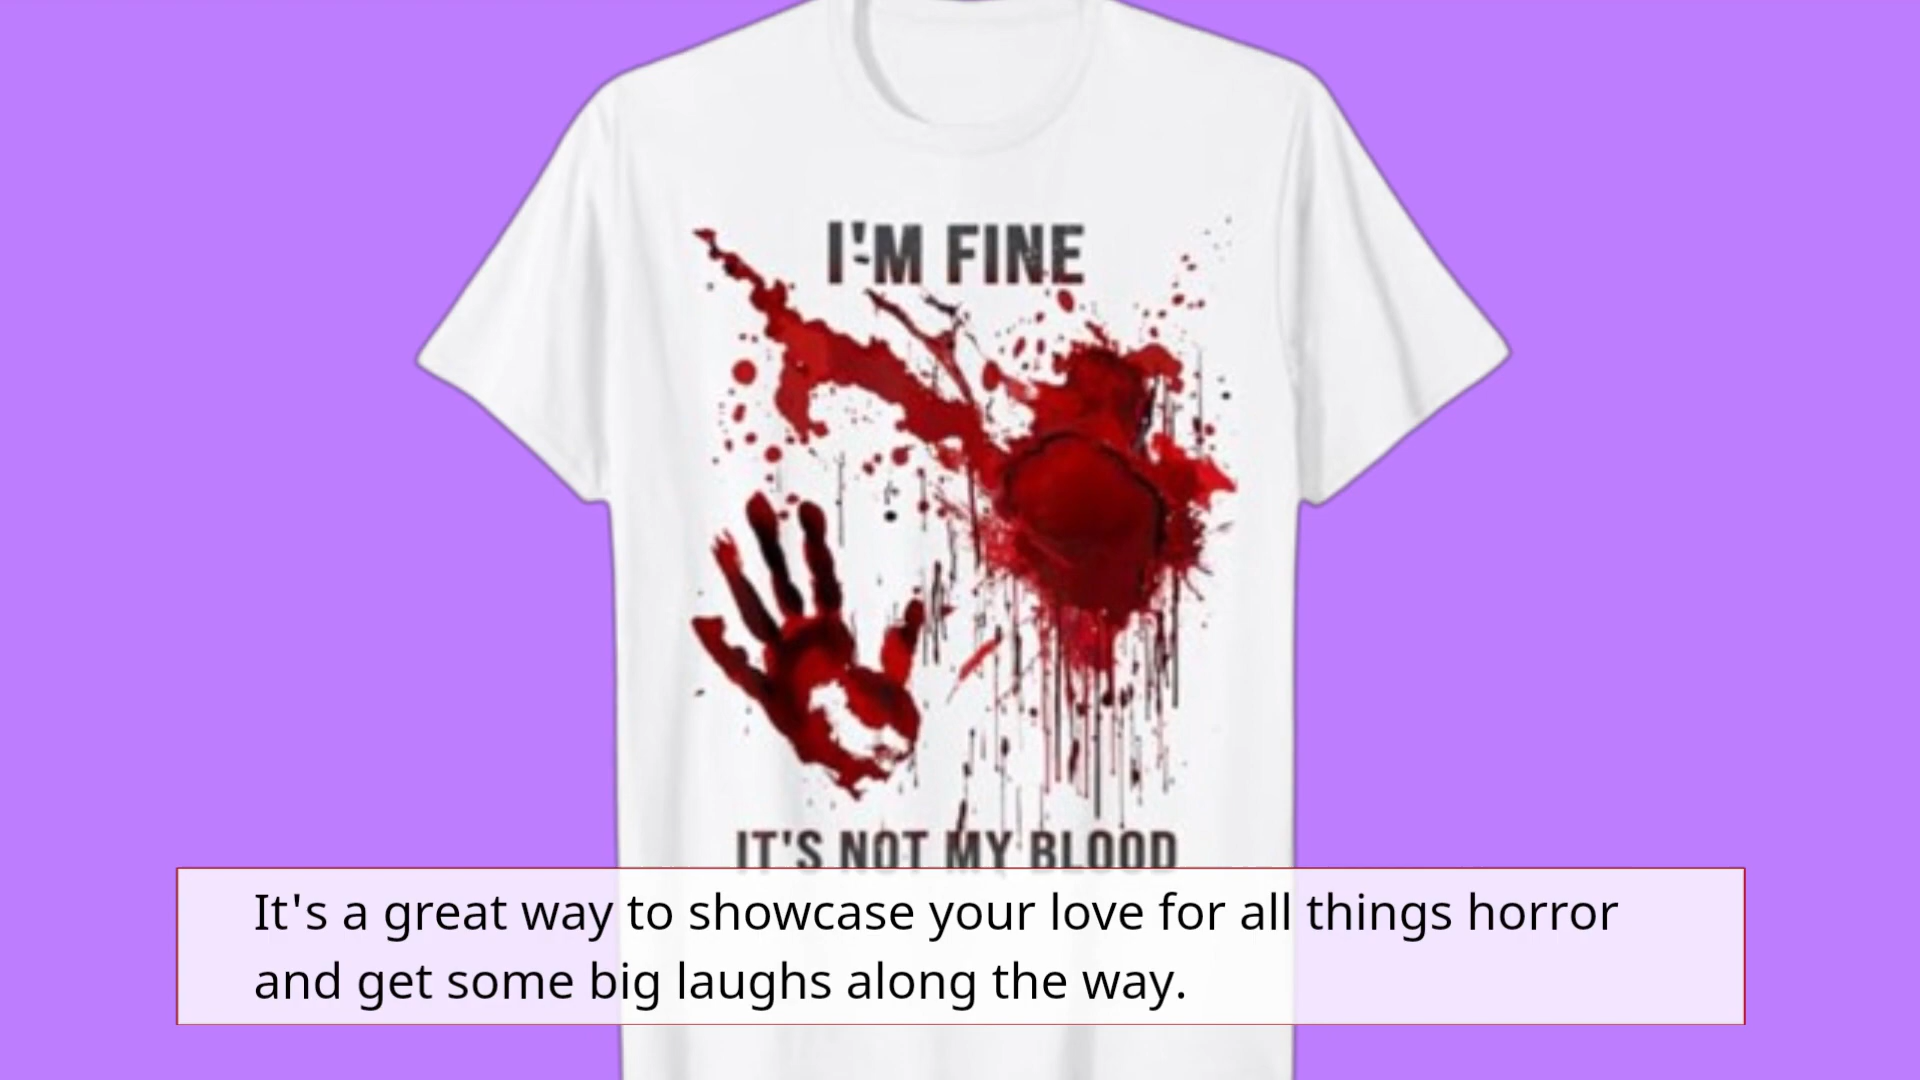 I'M FINE
IT'S NOT MY BLOOD
It's a great way to showcase your love for all things horror
and get some big laughs along the way.